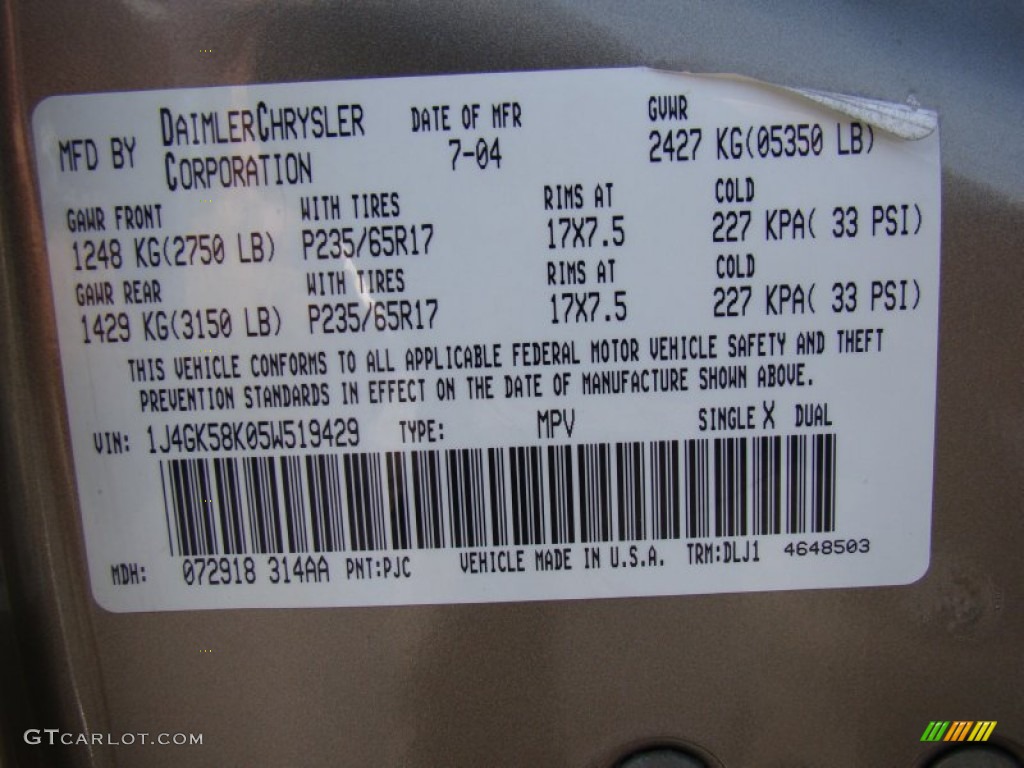 MFD BY DAIMLERCHRYSLER CORPORATION
DATE OF MFR 7-04
GVWR 2427 KG(05350 LB)
GAWR FRONT WITH TIRES RIMS AT COLD
1248 KG(2750 LB) P235/65R17 17X7.5 227 KPA( 33 PSI)
GAWR REAR WITH TIRES RIMS AT COLD
1429 KG(3150 LB) P235/65R17 17X7.5 227 KPA( 33 PSI)
THIS VEHICLE CONFORMS TO ALL APPLICABLE FEDERAL MOTOR VEHICLE SAFETY AND THEFT
PREVENTION STANDARDS IN EFFECT ON THE DATE OF MANUFACTURE SHOWN ABOVE.
VIN: 1J4GK58K05W519429 TYPE: MPV SINGLE X DUAL
MDH: 072918 314AA PNT:PJC VEHICLE MADE IN U.S.A. TRM:DLJ1 4648503
GTCARLOT.COM